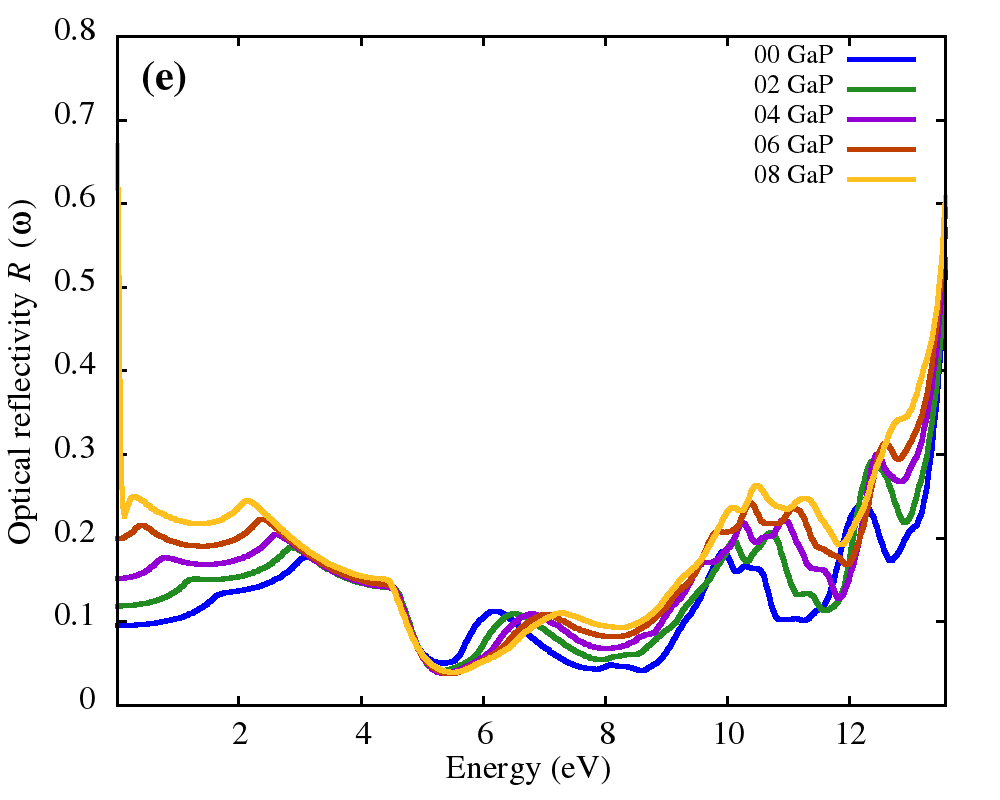 0.8
0.7
0.6
0.5
0.4
0.3
0.2
0.1
0
Optical reflectivity R (ω)
(e)
00 GaP
02 GaP
04 GaP
06 GaP
08 GaP
2 4 6 8 10 12
Energy (eV)